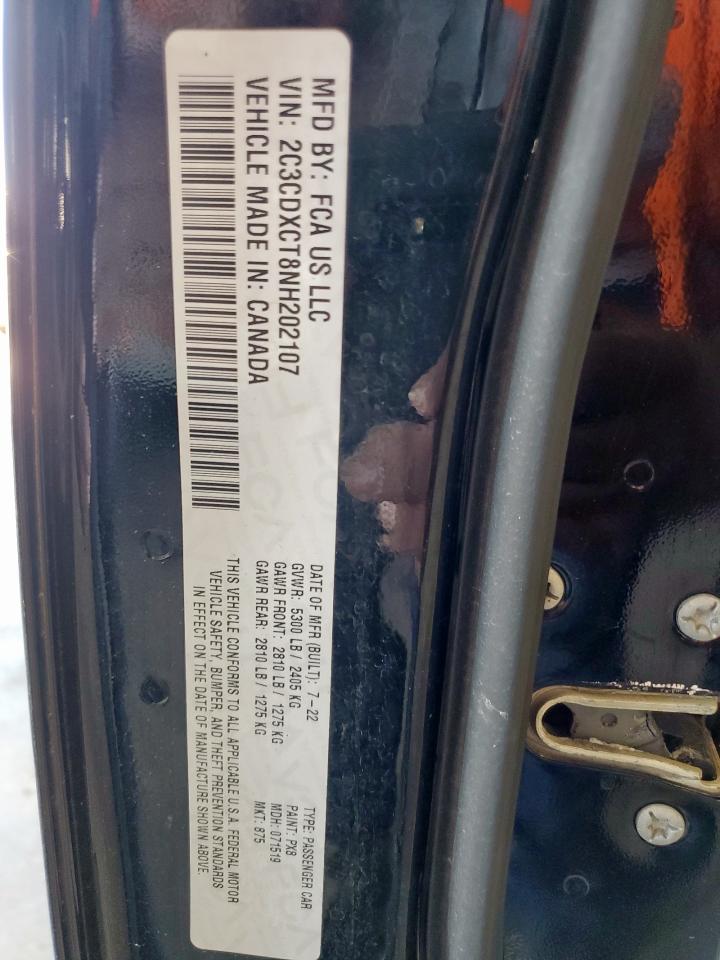 MFD BY: FCA US LLC
VIN: 2C3CDXCT8NH202107
VEHICLE MADE IN: CANADA
DATE OF MFR (BUILT): 7-22
GVWR: 5300 LB / 2405 KG
GAWR FRONT: 2810 LB / 1275 KG
GAWR REAR: 2810 LB / 1275 KG
TYPE: PASSENGER CAR
PAINT: PX8
MDH: 071519
MKT: 875
THIS VEHICLE CONFORMS TO ALL APPLICABLE U.S.A. FEDERAL MOTOR
VEHICLE SAFETY, BUMPER, AND THEFT PREVENTION STANDARDS
IN EFFECT ON THE DATE OF MANUFACTURE SHOWN ABOVE.